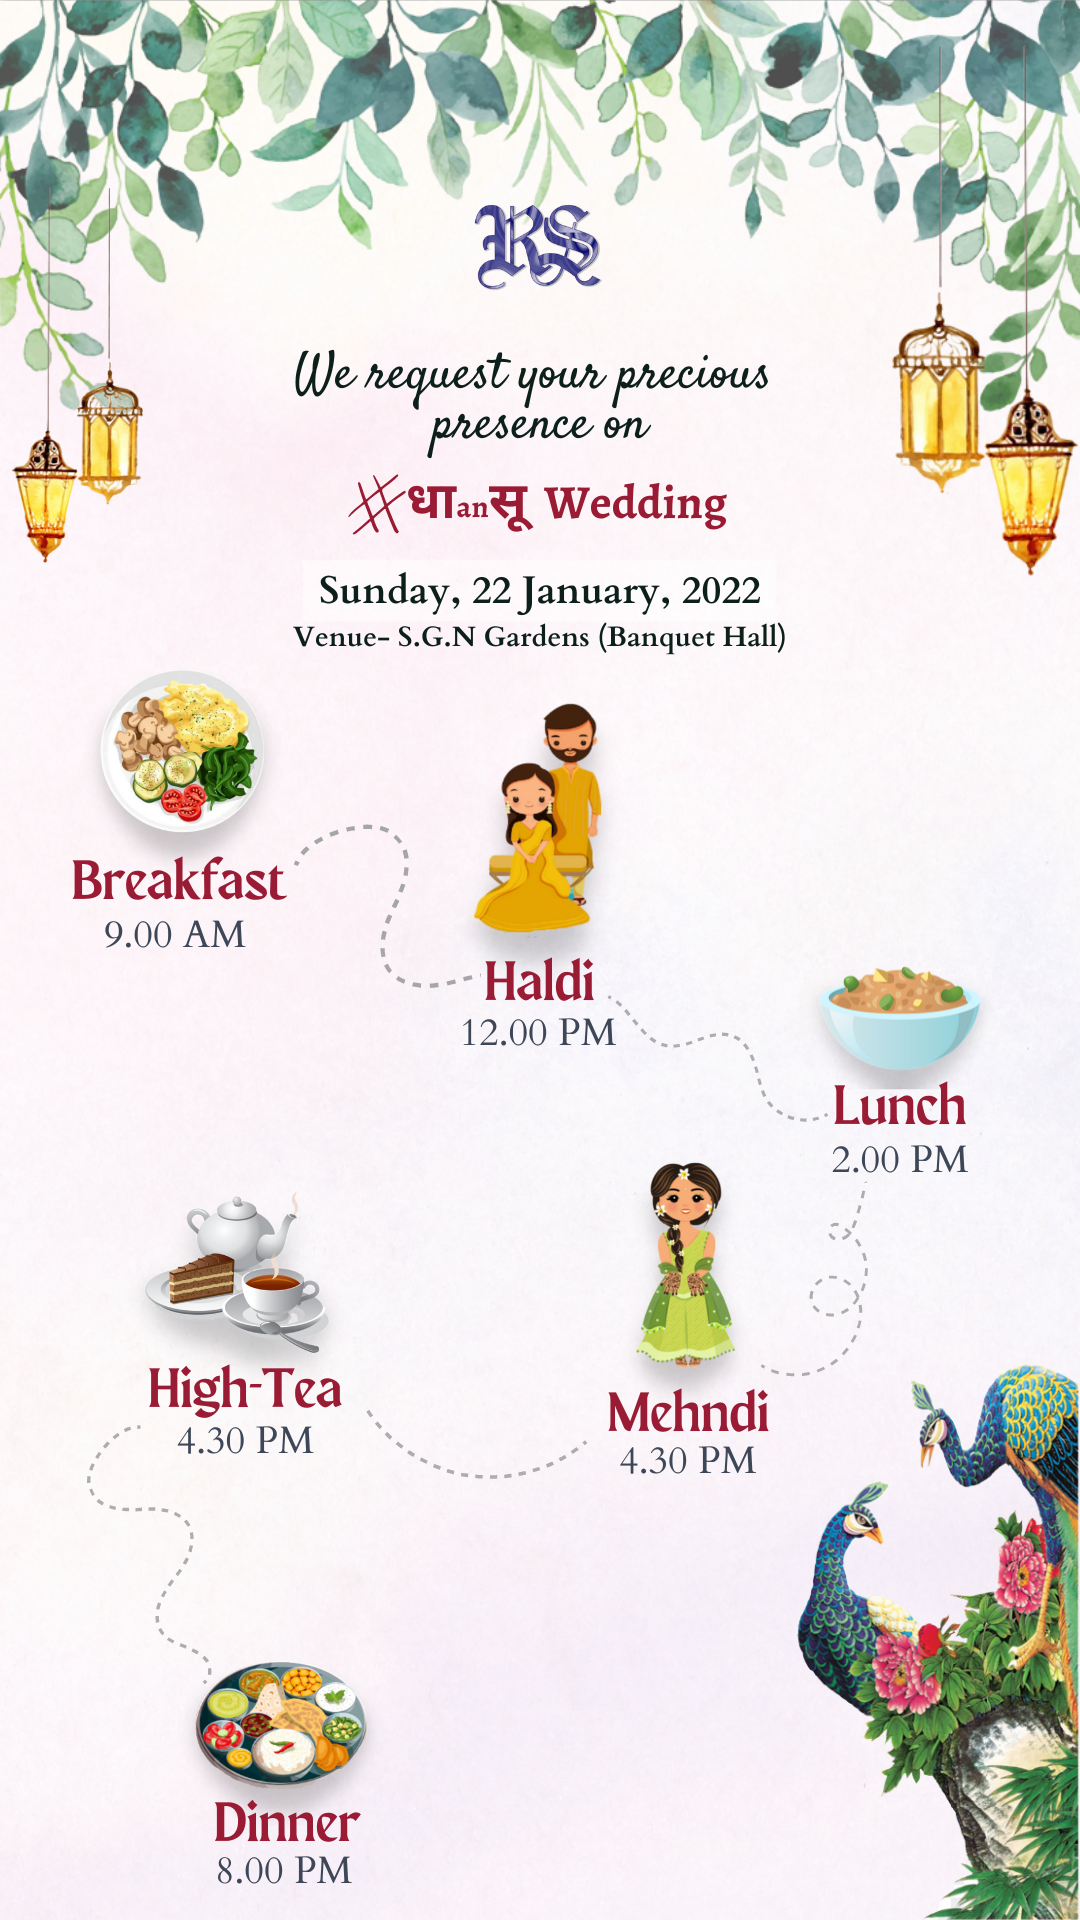 RS
We request your precious
presence on
#धाanसू Wedding
Sunday, 22 January, 2022
Venue- S.G.N Gardens (Banquet Hall)
Breakfast
9.00 AM
Haldi
12.00 PM
Lunch
2.00 PM
Mehndi
4.30 PM
High-Tea
4.30 PM
Dinner
8.00 PM